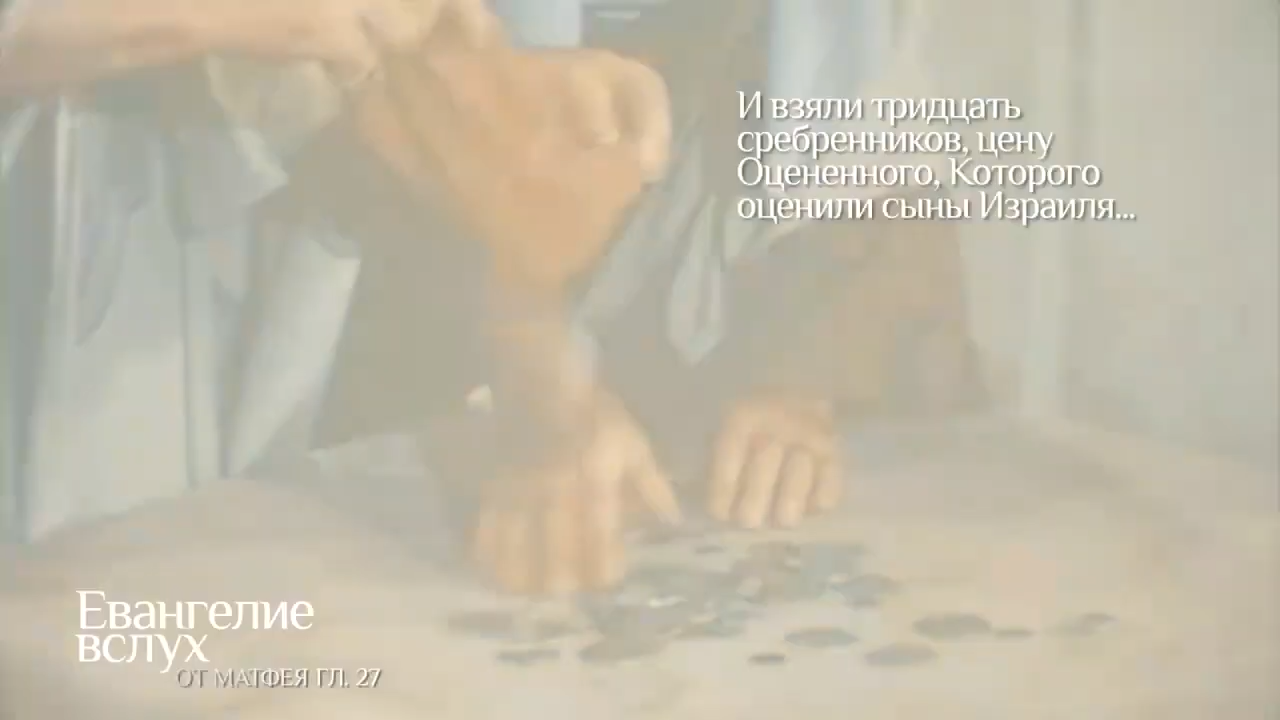 И взяли тридцать
сребренников, цену
Оцененного, Которого
оценили сыны Израиля...
Евангелие
вслух
ОТ МАТФЕЯ ГЛ. 27